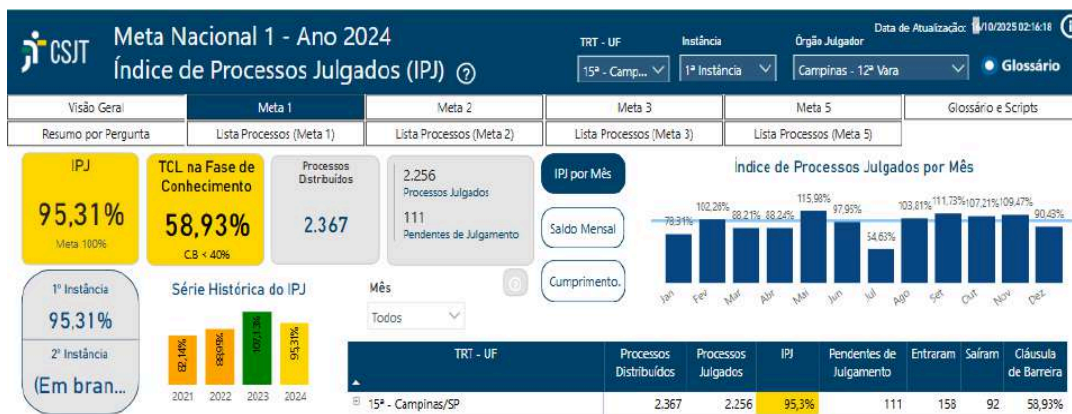 CSJT
Meta Nacional 1 - Ano 2024
Índice de Processos Julgados (IPJ)
Data de Atualização: 16/10/2025 02:16:18
TRT - UF
Instância
Órgão Julgador
15ª - Camp...
1ª Instância
Campinas - 12ª Vara
Glossário
Visão Geral
Meta 1
Meta 2
Meta 3
Meta 5
Glossário e Scripts
Resumo por Pergunta
Lista Processos (Meta 1)
Lista Processos (Meta 2)
Lista Processos (Meta 3)
Lista Processos (Meta 5)
IPJ
95,31%
Meta 100%
TCL na Fase de
Conhecimento
58,93%
C.B < 40%
Processos
Distribuídos
2.367
2.256
Processos Julgados
111
Pendentes de Julgamento
IPJ por Mês
Saldo Mensal
Cumprimento.
Índice de Processos Julgados por Mês
78,31%
102,26%
88,21%
88,24%
115,98%
97,95%
54,63%
103,81%
111,73%
107,21%
109,47%
90,43%
Jan
Fev
Mar
Abr
Mai
Jun
Jul
Ago
Set
Out
Nov
Dez
1º Instância
95,31%
2º Instância
(Em bran...
Série Histórica do IPJ
82,14%
95,31%
2021
2022
2023
2024
Mês
Todos
TRT - UF
Processos
Distribuídos
Processos
Julgados
IPJ
Pendentes de
Julgamento
Entraram
Saíram
Cláusula
de Barreira
15ª - Campinas/SP
2.367
2.256
95,3%
111
158
92
58,93%